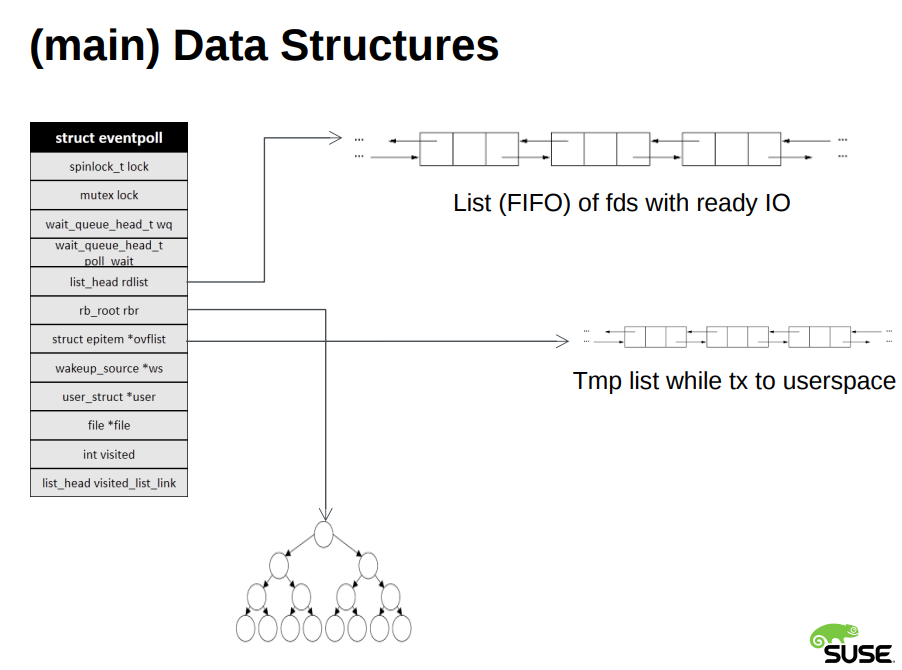 (main) Data Structures
struct eventpoll
spinlock_t lock
mutex lock
wait_queue_head_t wq
wait_queue_head_t
poll_wait
list_head rdlist
rb_root rbr
struct epitem *ovflist
wakeup_source *ws
user_struct *user
file *file
int visited
list_head visited_list_link
... ...
... ...
List (FIFO) of fds with ready IO
... ...
... ...
Tmp list while tx to userspace
SUSE.